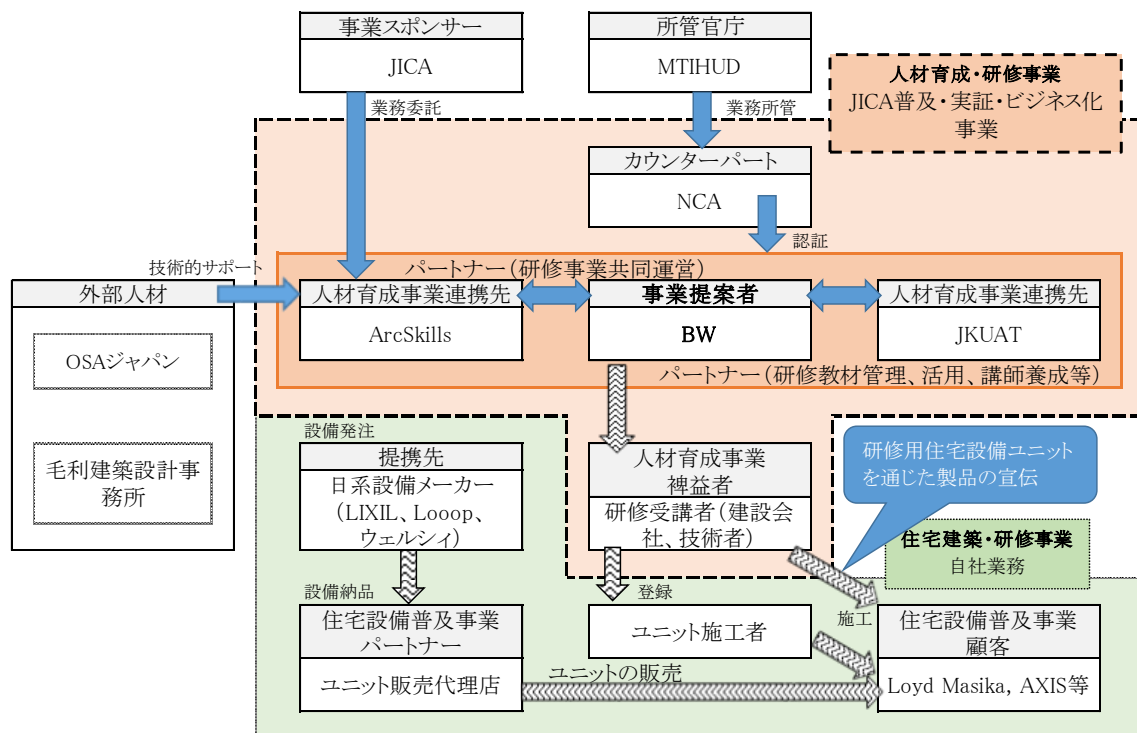 事業スポンサー
JICA
所管官庁
MTIHUD
人材育成・研修事業
JICA普及・実証・ビジネス化
事業
業務委託
業務所管
カウンターパート
NCA
認証
技術的サポート
パートナー（研修事業共同運営）
外部人材
OSAジャパン
毛利建築設計事
務所
人材育成事業連携先
ArcSkills
事業提案者
BW
人材育成事業連携先
JKUAT
パートナー（研修教材管理、活用、講師養成等）
設備発注
提携先
日系設備メーカー
（LIXIL、Looop、
ウェルシィ）
人材育成事業
裨益者
研修受講者（建設会
社、技術者）
研修用住宅設備ユニット
を通じた製品の宣伝
住宅建築・研修事業
自社業務
設備納品
登録
施工
住宅設備普及事業
パートナー
ユニット販売代理店
ユニット施工者
ユニットの販売
住宅設備普及事業
顧客
Loyd Masika, AXIS等